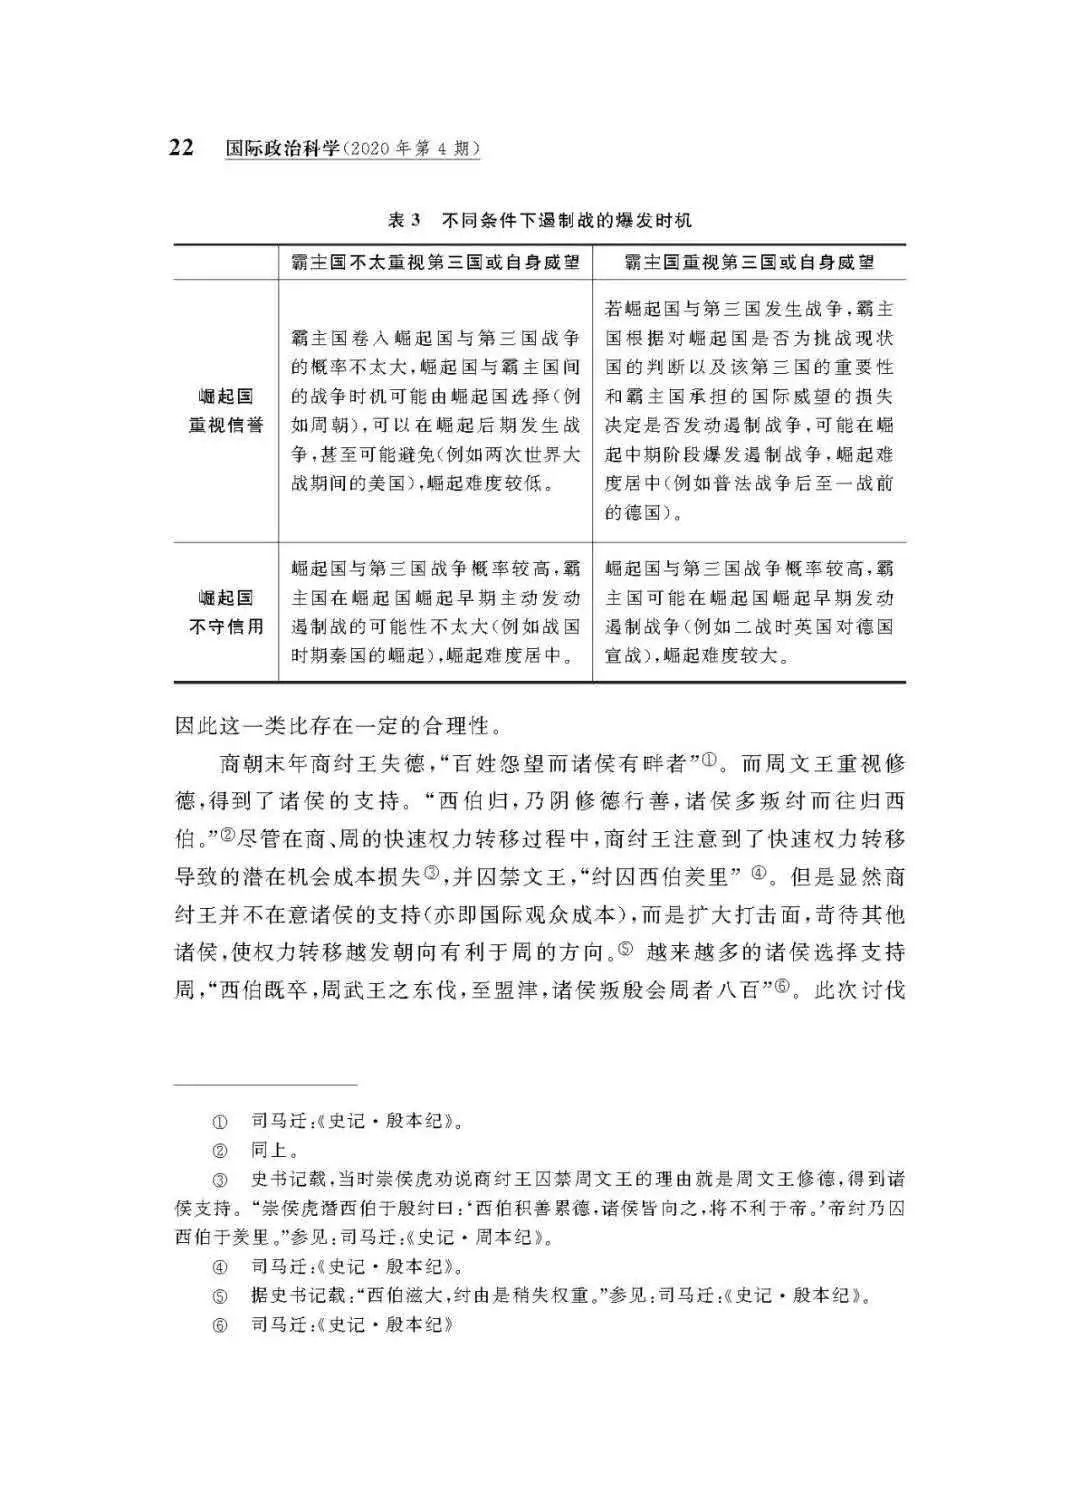 22 国际政治科学(2020 年第 4 期)
表 3 不同条件下遏制战的爆发时机
霸主国不太重视第三国或自身威望
霸主国重视第三国或自身威望
崛起国
重视信誉
霸主国卷入崛起国与第三国战争
的概率不太大,崛起国与霸主国间
的战争时机可能由崛起国选择(例
如周朝),可以在崛起后期发生战
争,甚至可能避免(例如两次世界大
战期间的美国),崛起难度较低。
若崛起国与第三国发生战争,霸主
国根据对崛起国是否为挑战现状
国的判断以及该第三国的重要性
和霸主国承担的国际威望的损失
决定是否发动遏制战争,可能在崛
起中期阶段爆发遏制战争,崛起难
度居中(例如普法战争后至一战前
的德国)。
崛起国
不守信用
崛起国与第三国战争概率较高,霸
主国在崛起国崛起早期主动发动
遏制战的可能性不太大(例如战国
时期秦国的崛起),崛起难度居中。
崛起国与第三国战争概率较高,霸
主国可能在崛起国崛起早期发动
遏制战争(例如二战时英国对德国
宣战),崛起难度较大。
因此这一类比存在一定的合理性。
商朝末年商纣王失德,“百姓怨望而诸侯有畔者”①。而周文王重视修
德,得到了诸侯的支持。“西伯归,乃阴修德行善,诸侯多叛纣而往归西
伯。”②尽管在商、周的快速权力转移过程中,商纣王注意到了快速权力转移
导致的潜在机会成本损失③,并囚禁文王,“纣囚西伯羑里” ④。但是显然商
纣王并不在意诸侯的支持(亦即国际观众成本),而是扩大打击面,苛待其他
诸侯,使权力转移越发朝向有利于周的方向。⑤ 越来越多的诸侯选择支持
周,“西伯既卒,周武王之东伐,至盟津,诸侯叛殷会周者八百”⑥。此次讨伐
① 司马迁:《史记·殷本纪》。
② 同上。
③ 史书记载,当时崇侯虎劝说商纣王囚禁周文王的理由就是周文王修德,得到诸
侯支持。“崇侯虎谮西伯于殷纣曰:‘西伯积善累德,诸侯皆向之,将不利于帝。’帝纣乃囚
西伯于羑里。”参见:司马迁:《史记·周本纪》。
④ 司马迁:《史记·殷本纪》。
⑤ 据史书记载:“西伯滋大,纣由是稍失权重。”参见:司马迁:《史记·殷本纪》。
⑥ 司马迁:《史记·殷本纪》